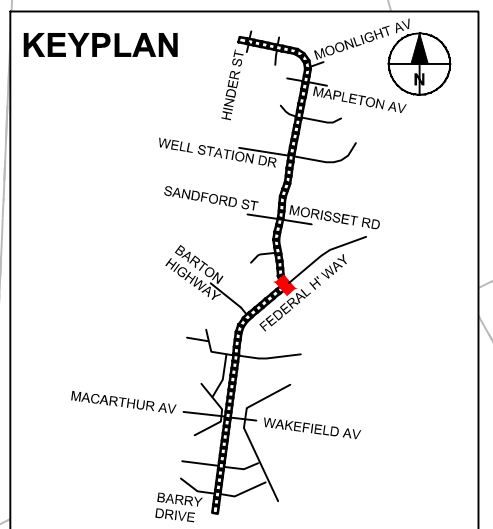 KEYPLAN
MOONLIGHT AV
N
HINDER ST
MAPLETON AV
WELL STATION DR
SANDFORD ST
MORISSET RD
BARTON
HIGHWAY
FEDERAL H' WAY
MACARTHUR AV
WAKEFIELD AV
BARRY
DRIVE